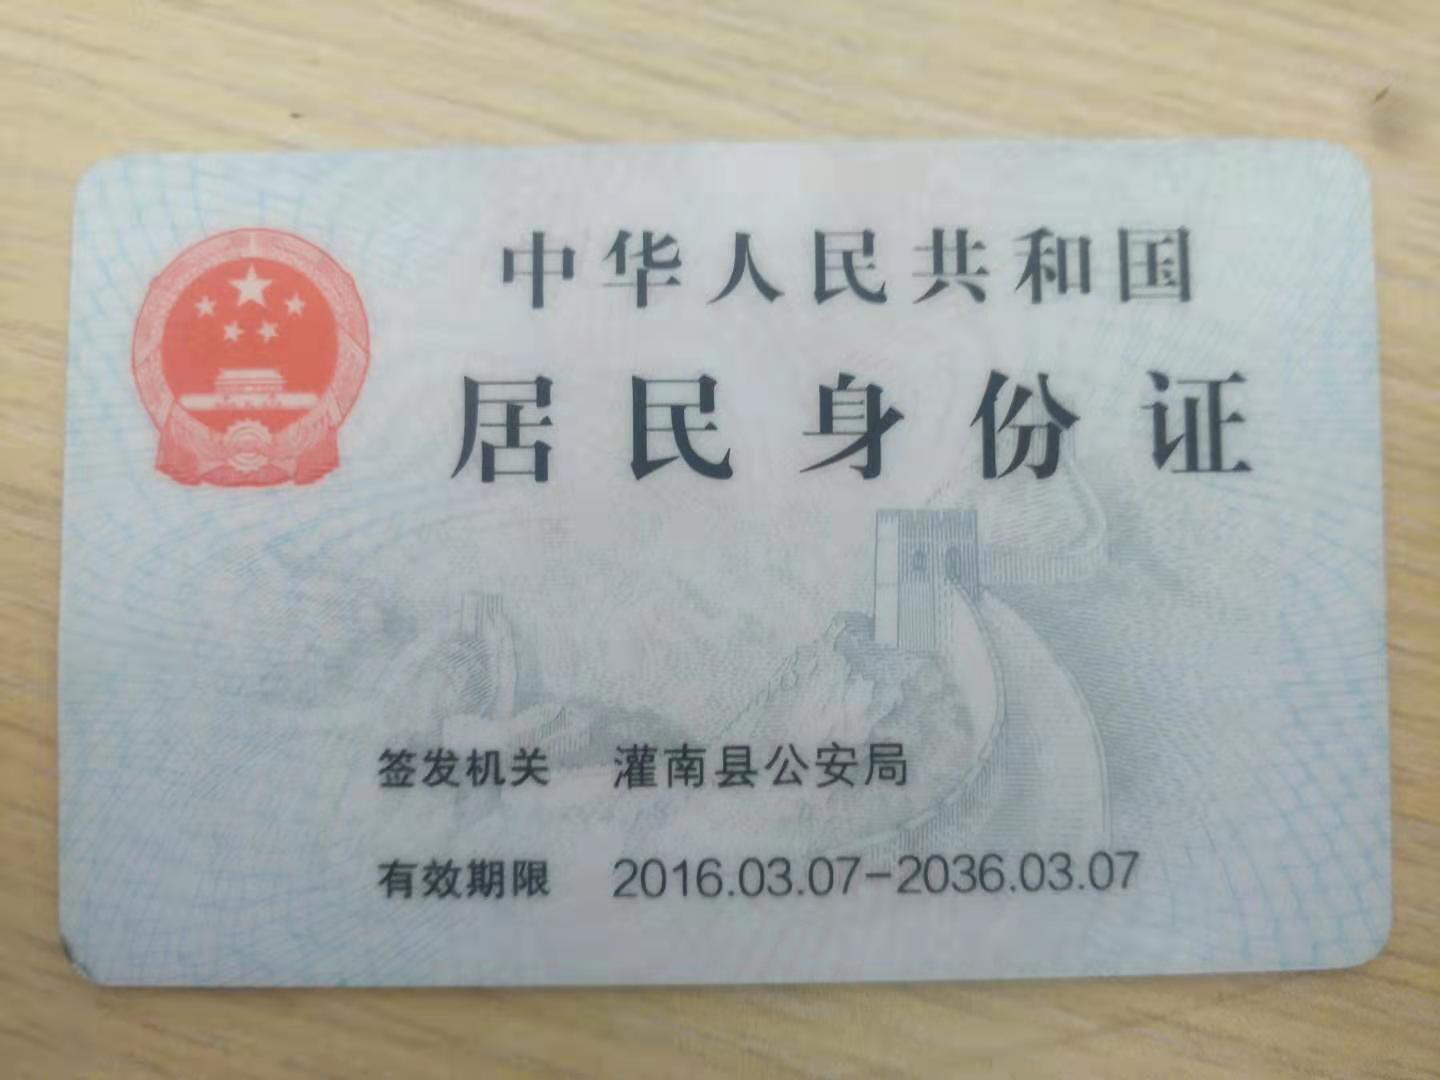 中华人民共和国
居民身份证
签发机关 灌南县公安局
有效期限 2016.03.07-2036.03.07